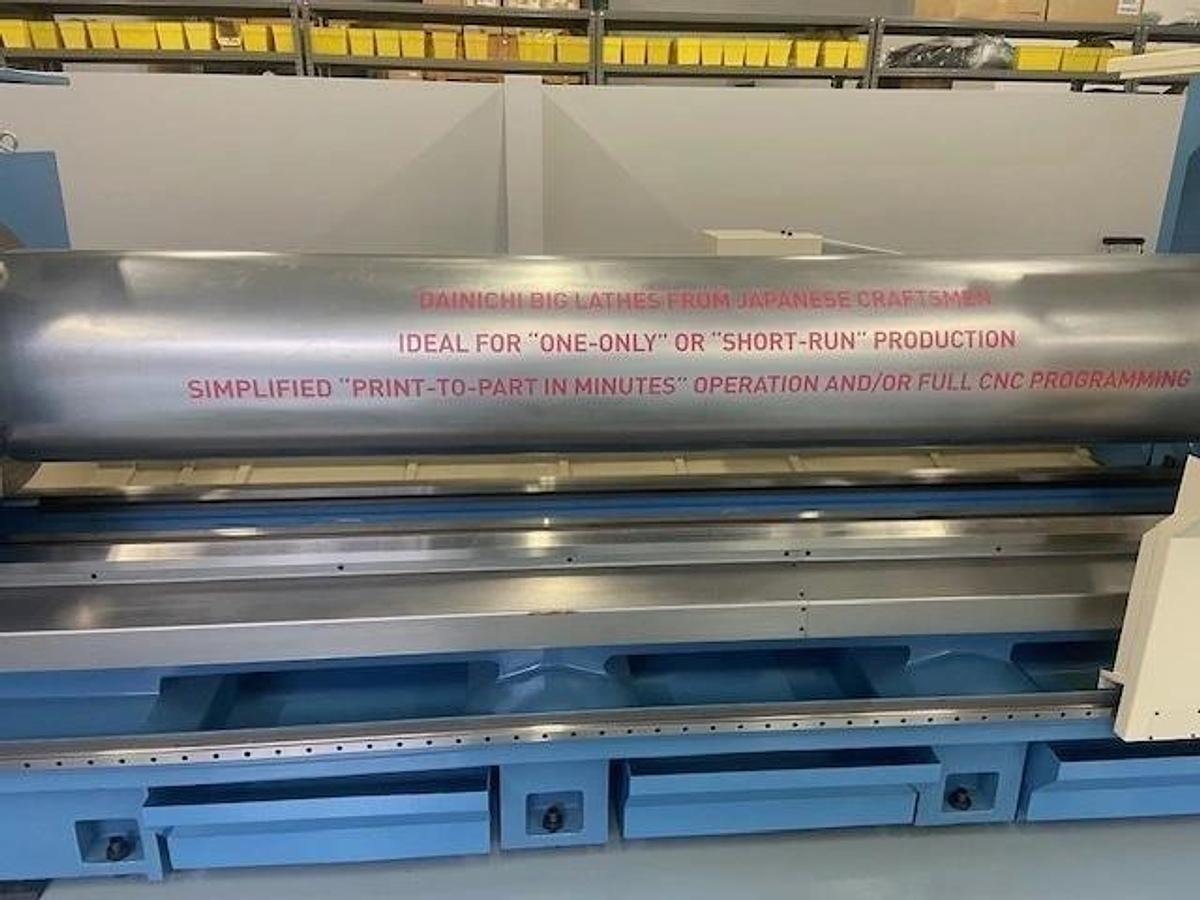 DAINICHI BIG LATHES FROM JAPANESE CRAFTSMEN
IDEAL FOR “ONE-ONLY” OR “SHORT-RUN” PRODUCTION
SIMPLIFIED “PRINT-TO-PART IN MINUTES” OPERATION AND/OR FULL CNC PROGRAMMING